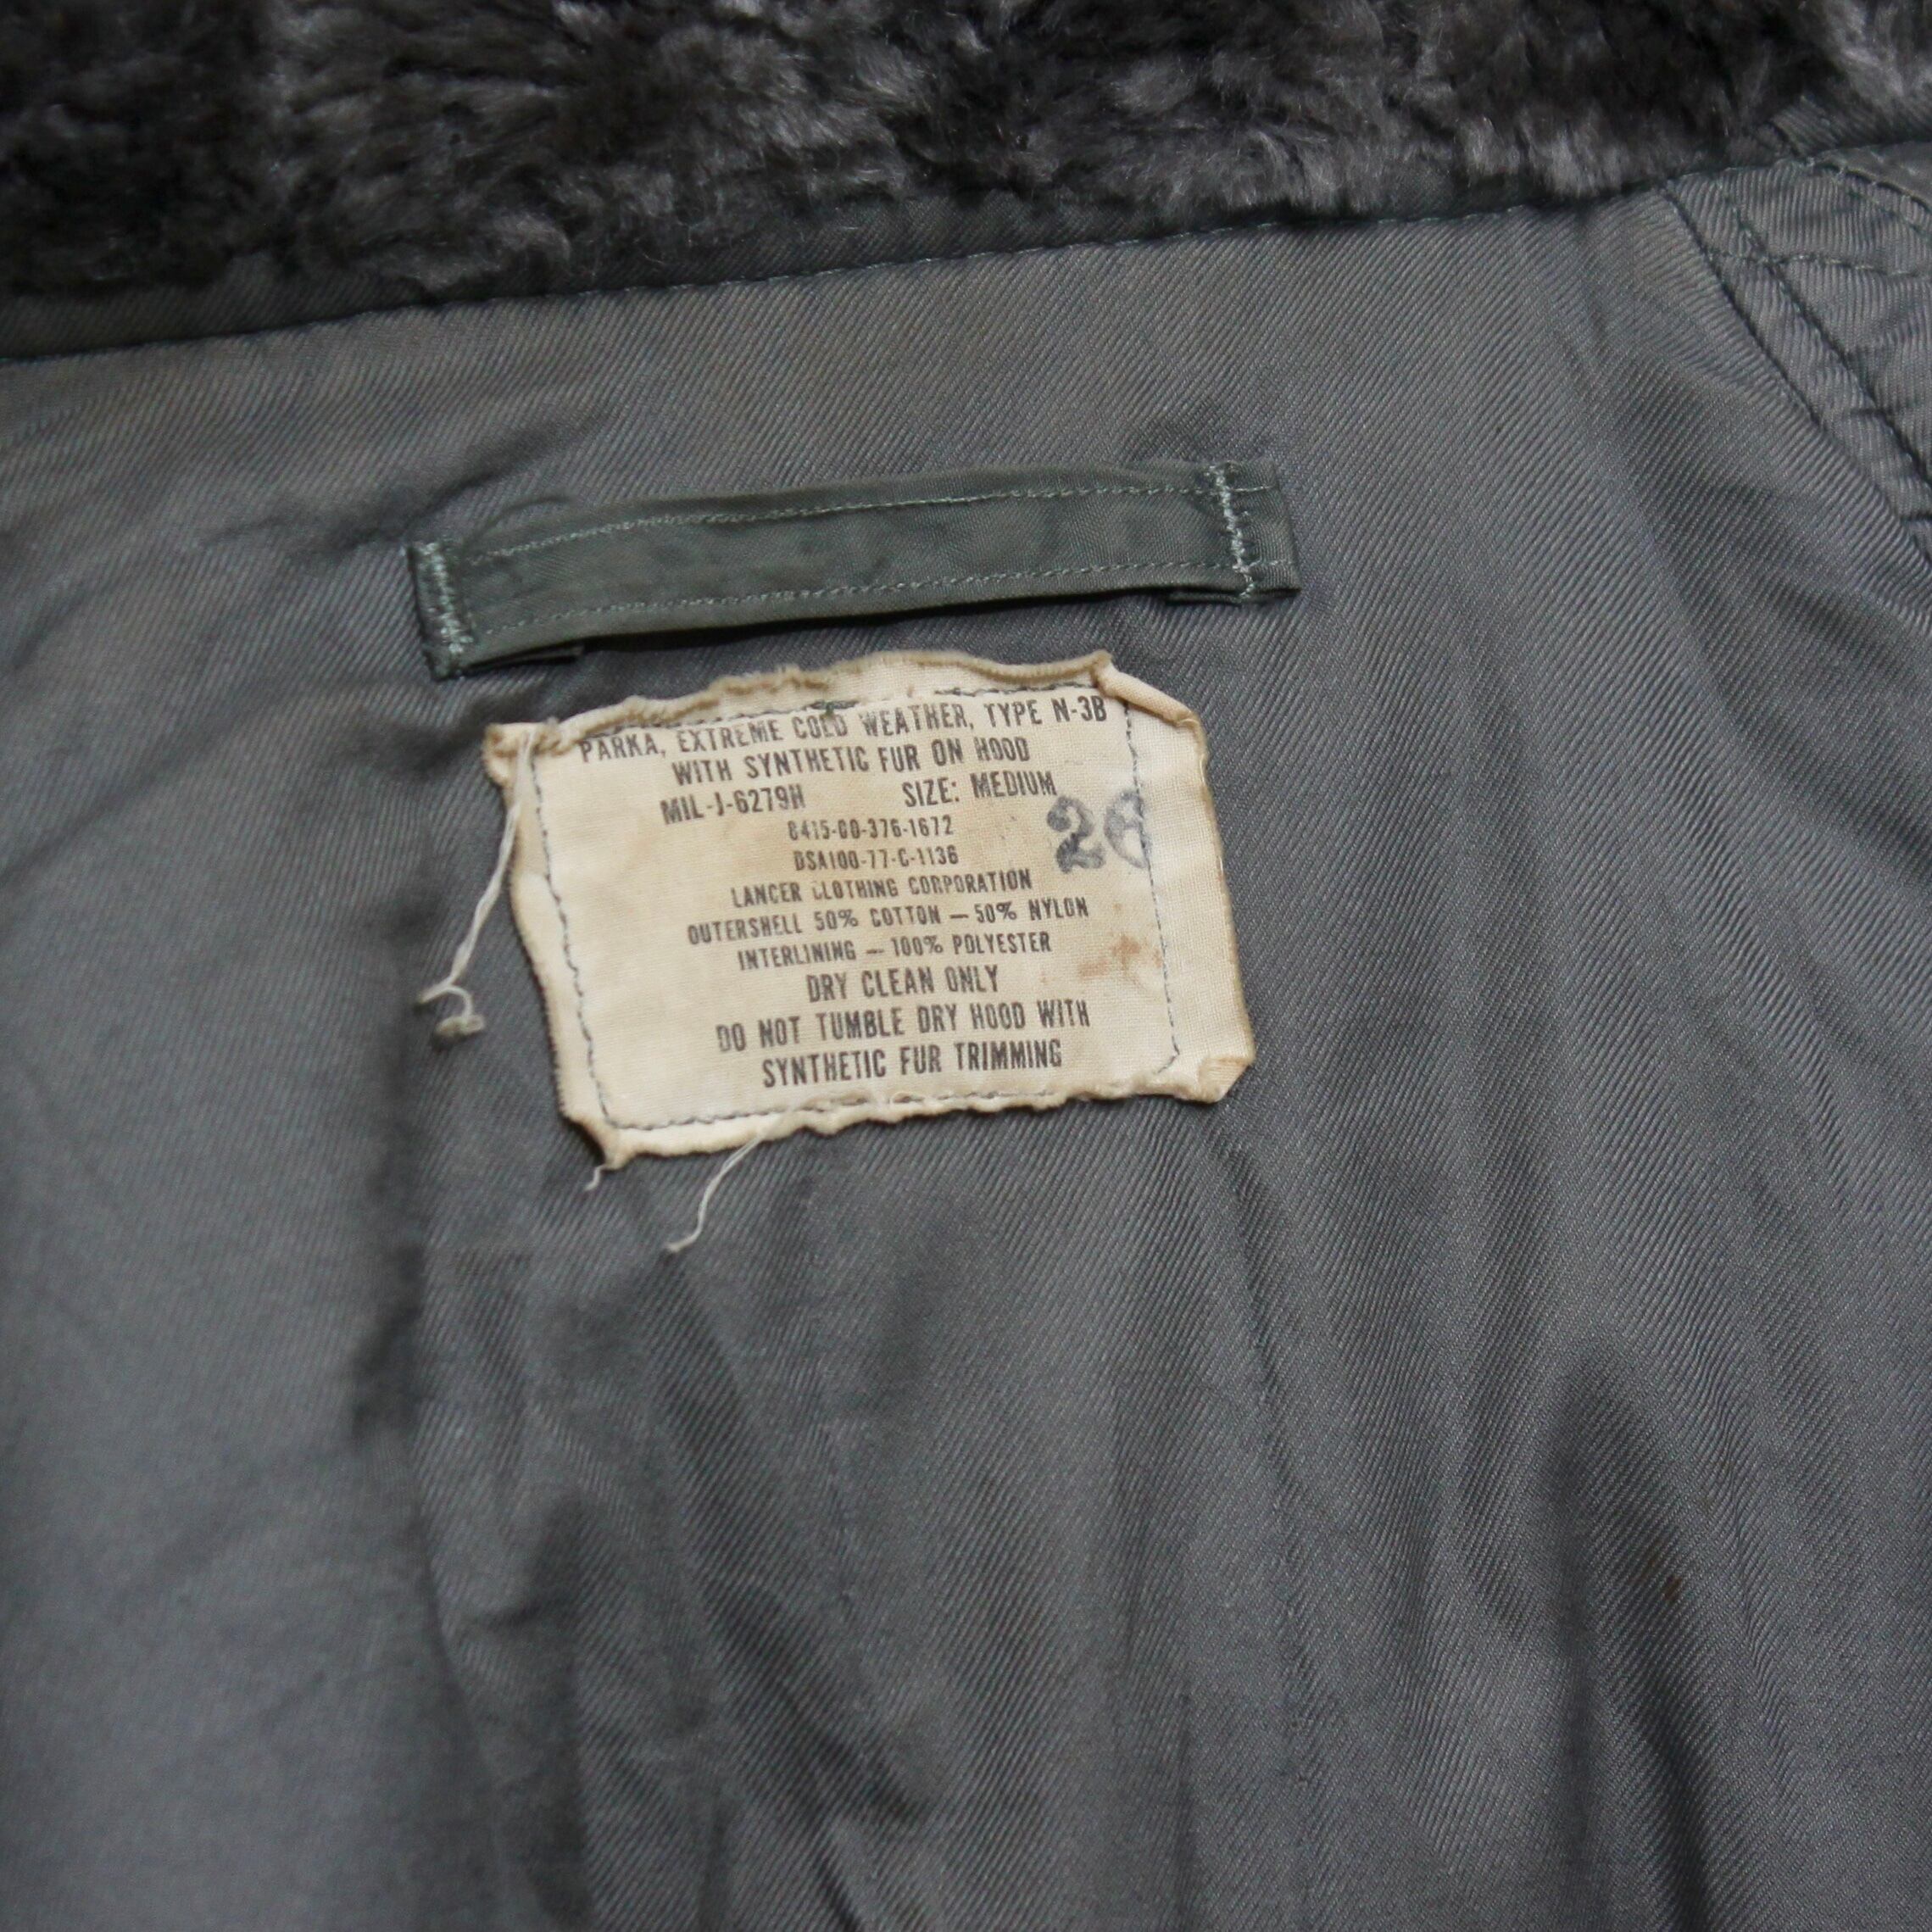 PARKA, EXTREME COLD WEATHER, TYPE N-3B
WITH SYNTHETIC FUR ON HOOD
MIL-J-6279H SIZE: MEDIUM
8415-00-376-1672
DSA100-77-C-1136
26
LANCER CLOTHING CORPORATION
OUTERSHELL 50% COTTON — 50% NYLON
INTERLINING — 100% POLYESTER
DRY CLEAN ONLY
DO NOT TUMBLE DRY HOOD WITH
SYNTHETIC FUR TRIMMING